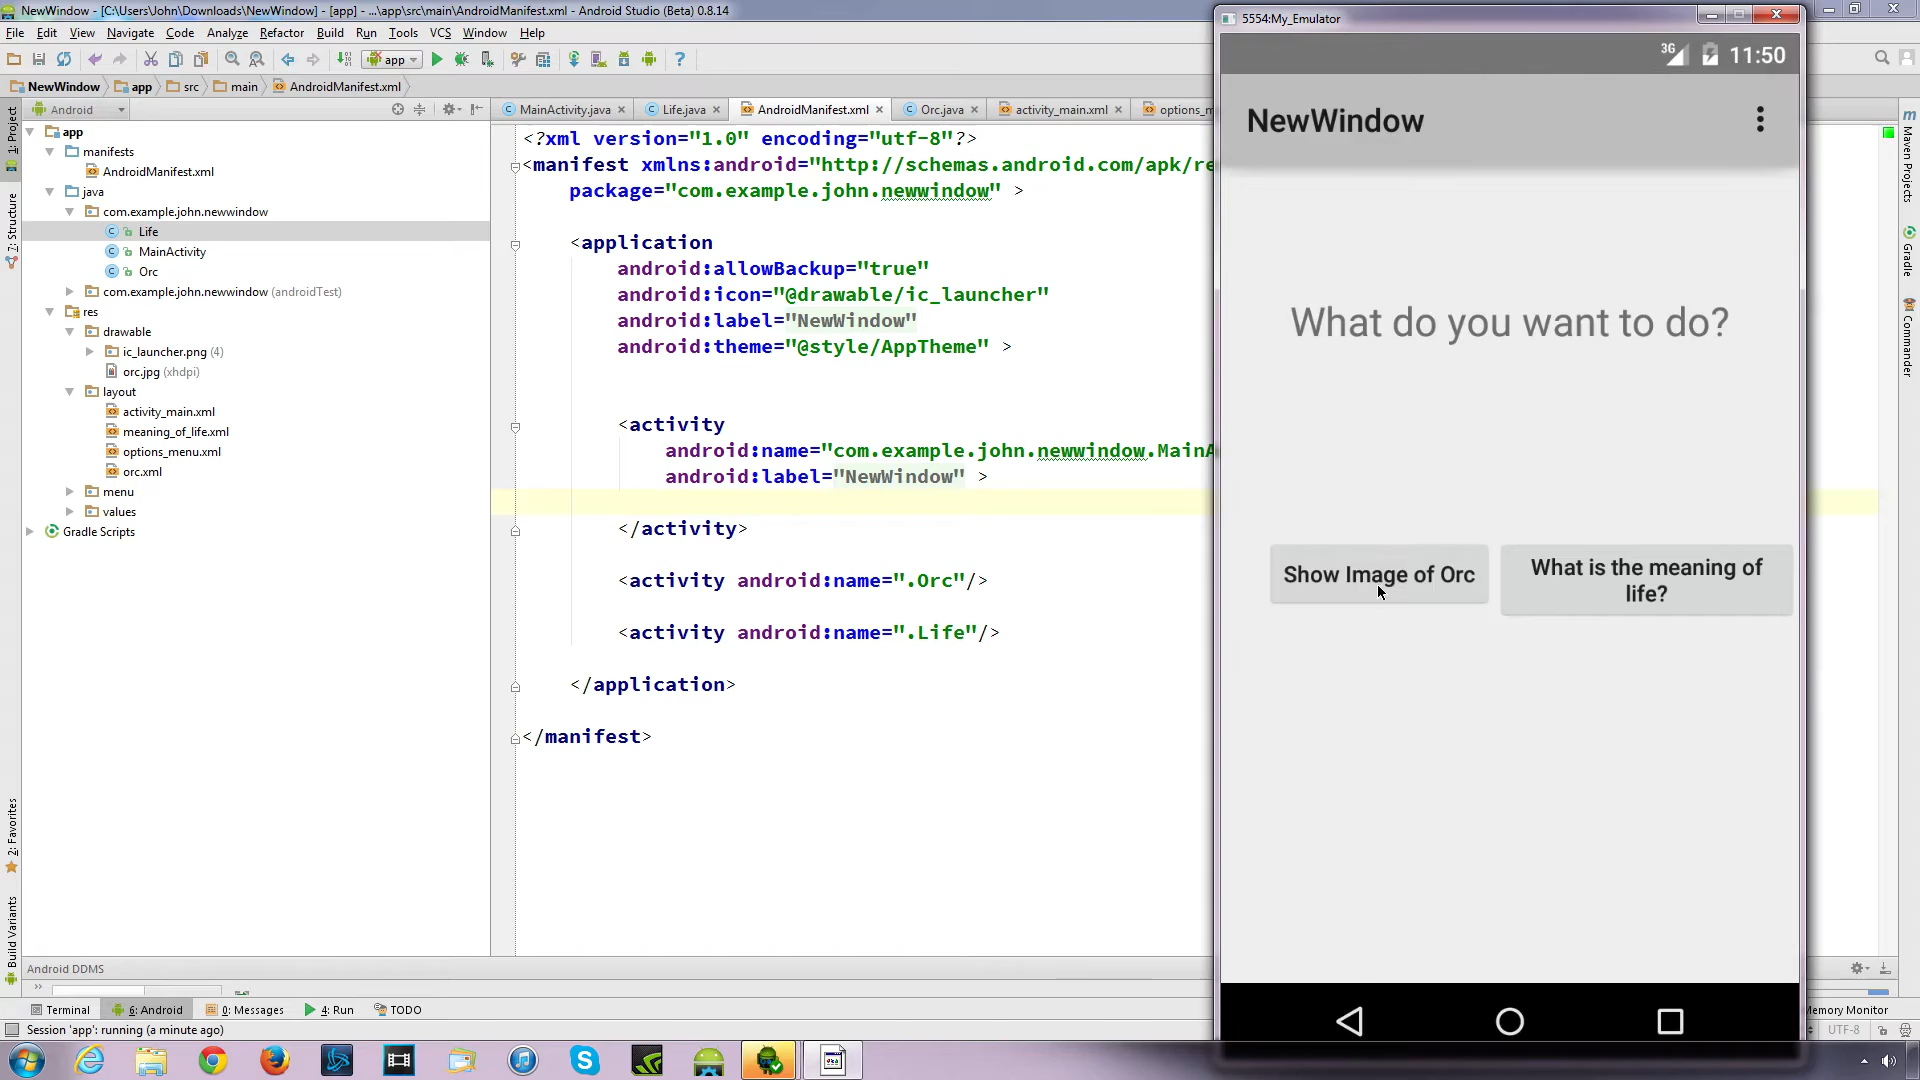 NewWindow - [C:\Users\John\Downloads\NewWindow] - [app] - ...\app\src\main\AndroidManifest.xml - Android Studio (Beta) 0.8.14
File Edit View Navigate Code Analyze Refactor Build Run Tools VCS Window Help
app
NewWindow app src main AndroidManifest.xml
Android
MainActivity.java Life.java AndroidManifest.xml Orc.java activity_main.xml options_m
1: Project
7: Structure
2: Favorites
Build Variants
app
manifests
AndroidManifest.xml
java
com.example.john.newwindow
Life
MainActivity
Orc
com.example.john.newwindow (androidTest)
res
drawable
ic_launcher.png (4)
orc.jpg (xhdpi)
layout
activity_main.xml
meaning_of_life.xml
options_menu.xml
orc.xml
menu
values
Gradle Scripts
<?xml version="1.0" encoding="utf-8"?>
<manifest xmlns:android="http://schemas.android.com/apk/re
package="com.example.john.newwindow" >
<application
android:allowBackup="true"
android:icon="@drawable/ic_launcher"
android:label="NewWindow"
android:theme="@style/AppTheme" >
<activity
android:name="com.example.john.newwindow.MainA
android:label="NewWindow" >
</activity>
<activity android:name=".Orc"/>
<activity android:name=".Life"/>
</application>
</manifest>
5554:My_Emulator
3G 11:50
NewWindow
What do you want to do?
Show Image of Orc
What is the meaning of
life?
Maven Projects
Gradle
Commander
Android DDMS
Terminal 6: Android 0: Messages 4: Run TODO
Memory Monitor
Session 'app': running (a minute ago)
UTF-8